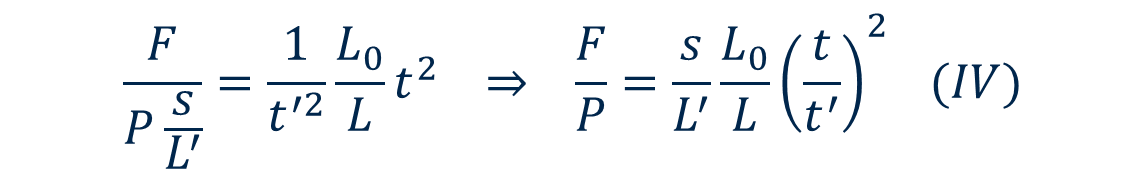 F/(P s/L′) = 1/t′² L₀/L t² ⇒ F/P = s/L′ L₀/L (t/t′)² (IV)